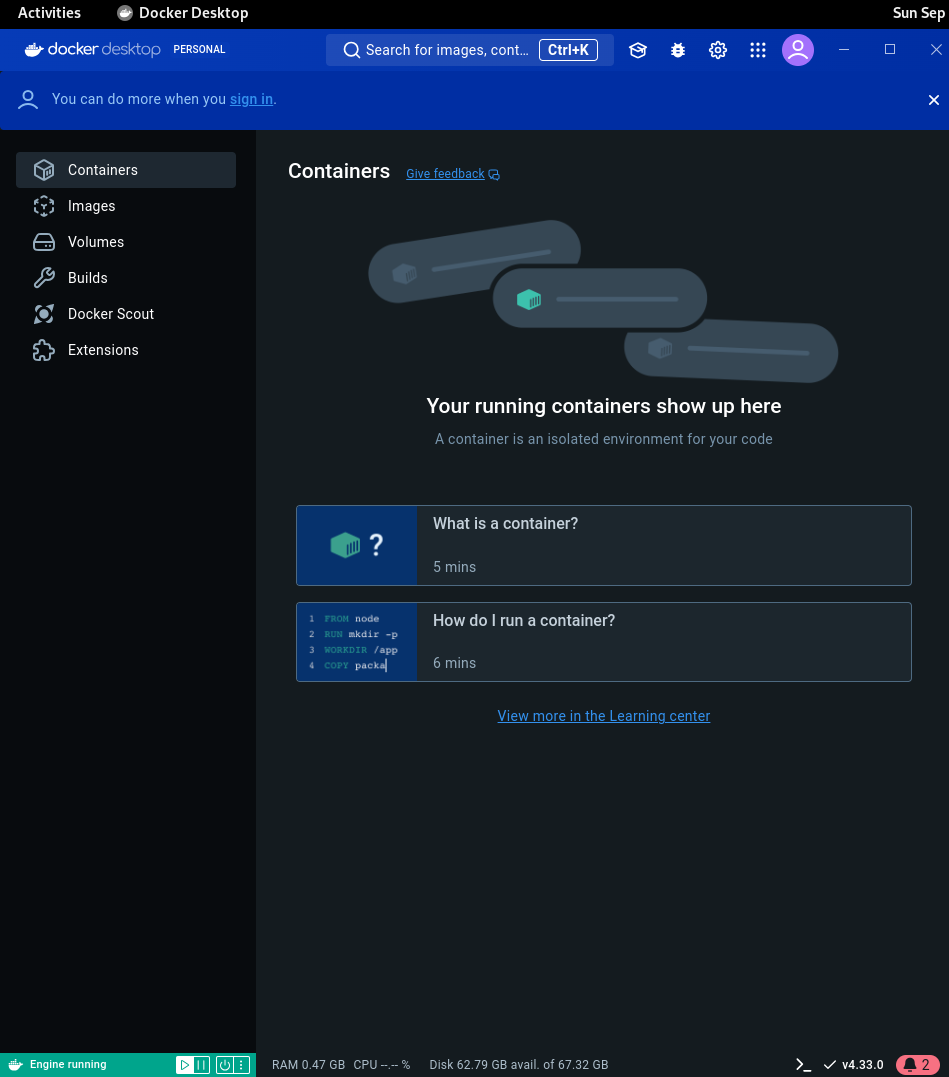 Activities Docker Desktop Sun Sep
docker desktop PERSONAL Search for images, cont... Ctrl+K
You can do more when you sign in.
Containers
Images
Volumes
Builds
Docker Scout
Extensions
Containers Give feedback
Your running containers show up here
A container is an isolated environment for your code
?
What is a container?
5 mins
1 FROM node
2 RUN mkdir -p
3 WORKDIR /app
4 COPY packa
How do I run a container?
6 mins
View more in the Learning center
Engine running RAM 0.47 GB CPU --.-- % Disk 62.79 GB avail. of 67.32 GB v4.33.0 2